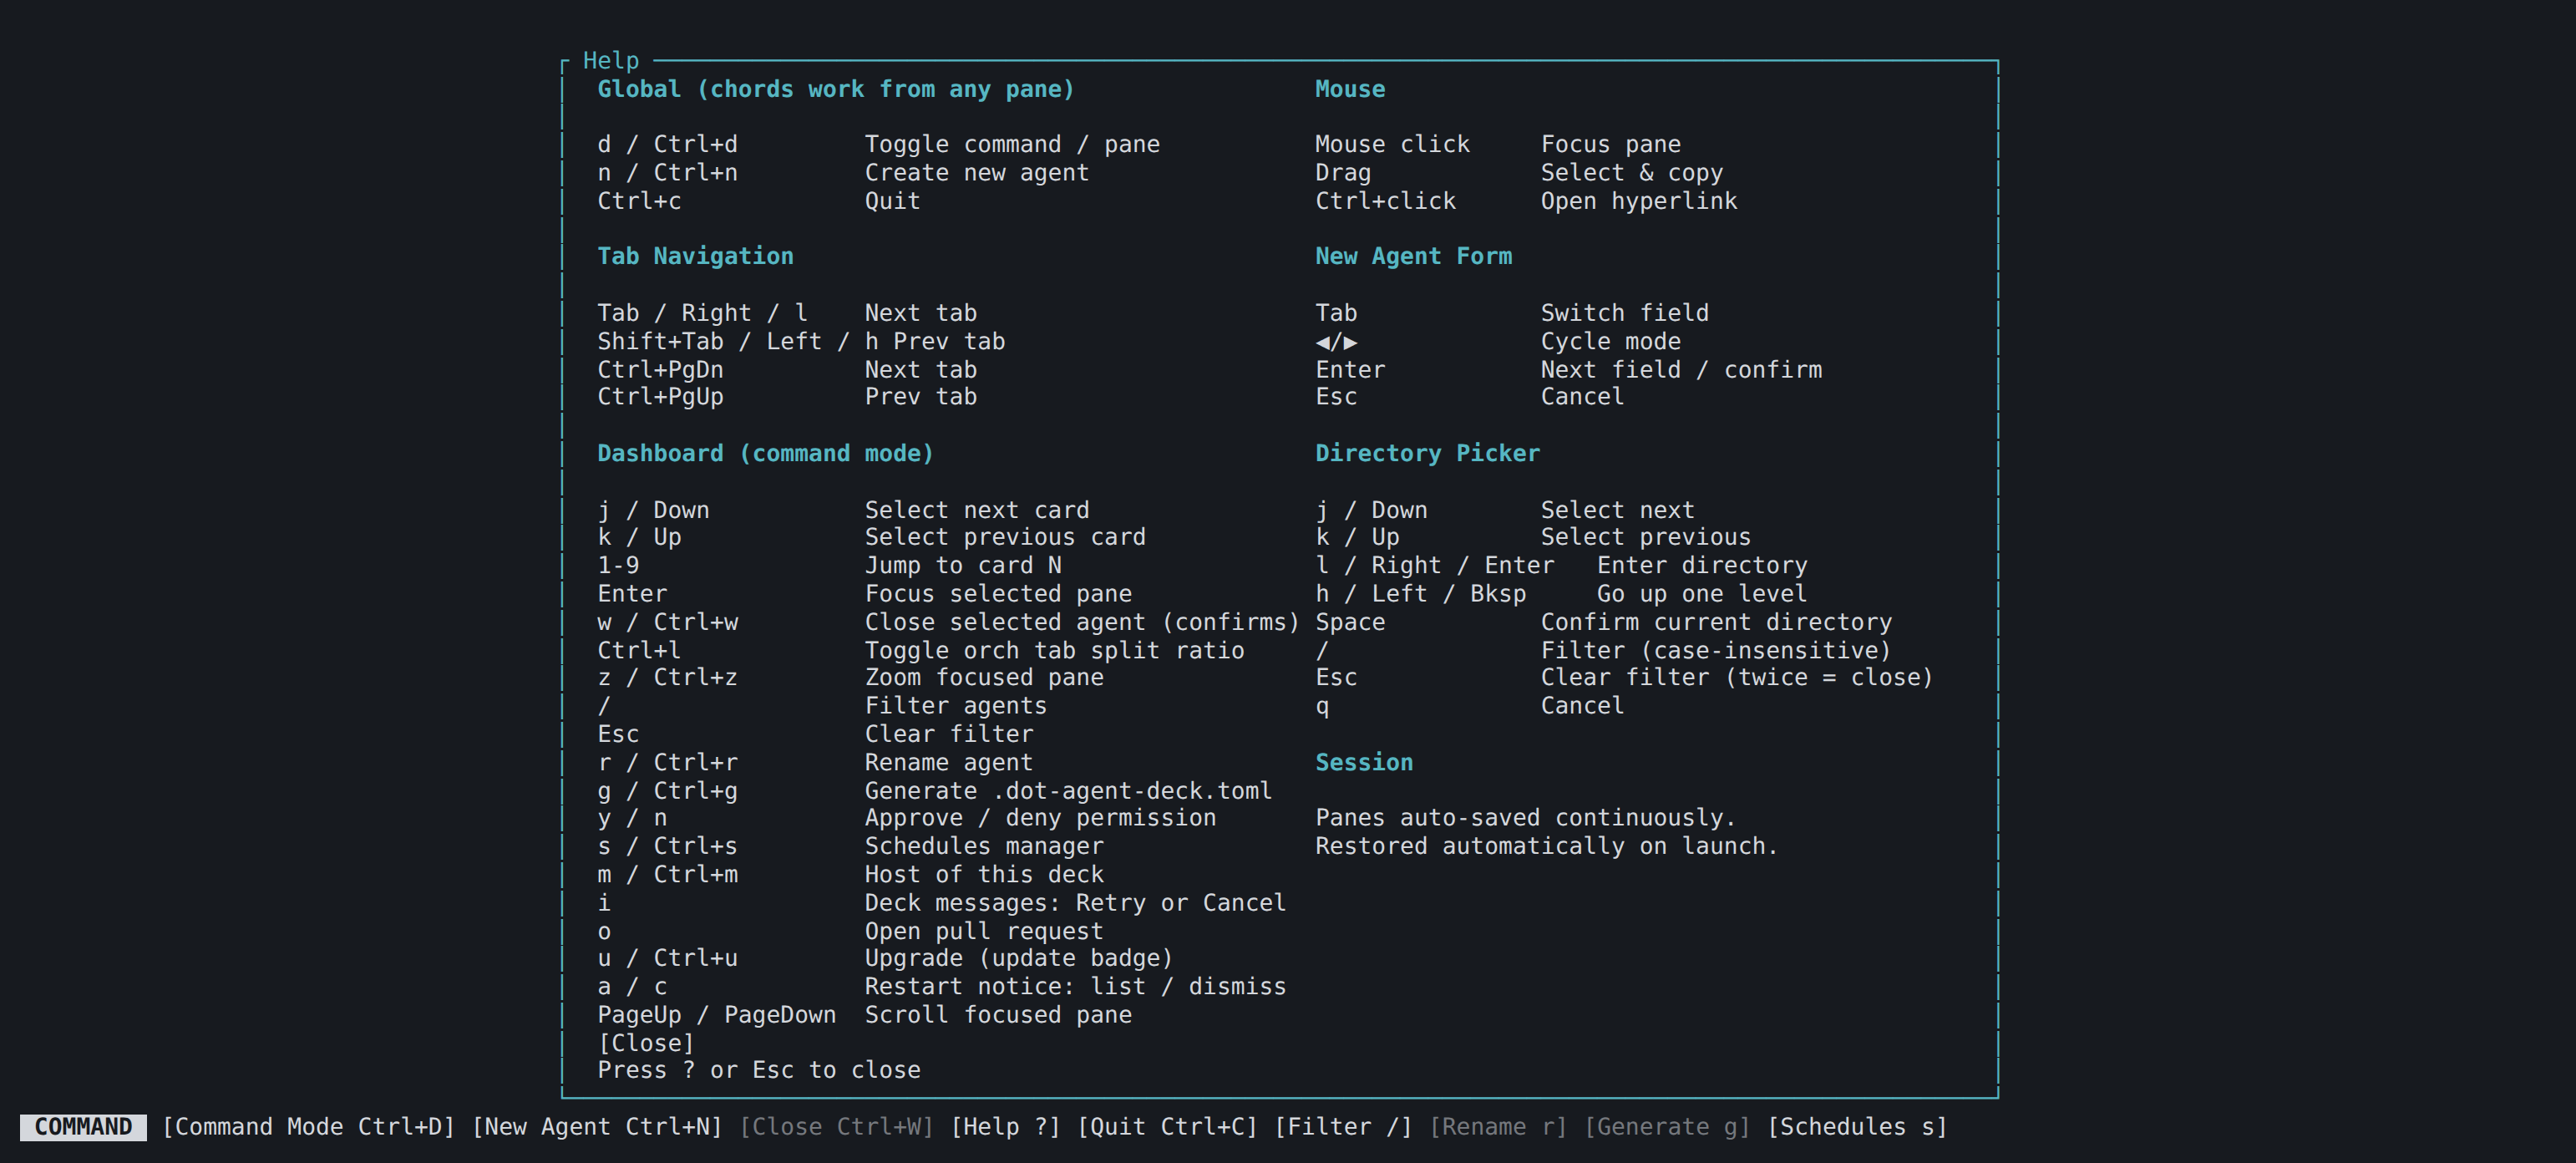 Help
Global (chords work from any pane)    Mouse
d / Ctrl+d    Toggle command / pane    Mouse click    Focus pane
n / Ctrl+n    Create new agent    Drag    Select & copy
Ctrl+c    Quit    Ctrl+click    Open hyperlink
Tab Navigation    New Agent Form
Tab / Right / l    Next tab    Tab    Switch field
Shift+Tab / Left / h Prev tab    ◀/▶    Cycle mode
Ctrl+PgDn    Next tab    Enter    Next field / confirm
Ctrl+PgUp    Prev tab    Esc    Cancel
Dashboard (command mode)    Directory Picker
j / Down    Select next card    j / Down    Select next
k / Up    Select previous card    k / Up    Select previous
1-9    Jump to card N    l / Right / Enter    Enter directory
Enter    Focus selected pane    h / Left / Bksp    Go up one level
w / Ctrl+w    Close selected agent (confirms)    Space    Confirm current directory
Ctrl+l    Toggle orch tab split ratio    /    Filter (case-insensitive)
z / Ctrl+z    Zoom focused pane    Esc    Clear filter (twice = close)
/    Filter agents    q    Cancel
Esc    Clear filter
r / Ctrl+r    Rename agent    Session
g / Ctrl+g    Generate .dot-agent-deck.toml
y / n    Approve / deny permission    Panes auto-saved continuously.
s / Ctrl+s    Schedules manager    Restored automatically on launch.
m / Ctrl+m    Host of this deck
i    Deck messages: Retry or Cancel
o    Open pull request
u / Ctrl+u    Upgrade (update badge)
a / c    Restart notice: list / dismiss
PageUp / PageDown    Scroll focused pane
[Close]
Press ? or Esc to close
COMMAND [Command Mode Ctrl+D] [New Agent Ctrl+N] [Close Ctrl+W] [Help ?] [Quit Ctrl+C] [Filter /] [Rename r] [Generate g] [Schedules s]